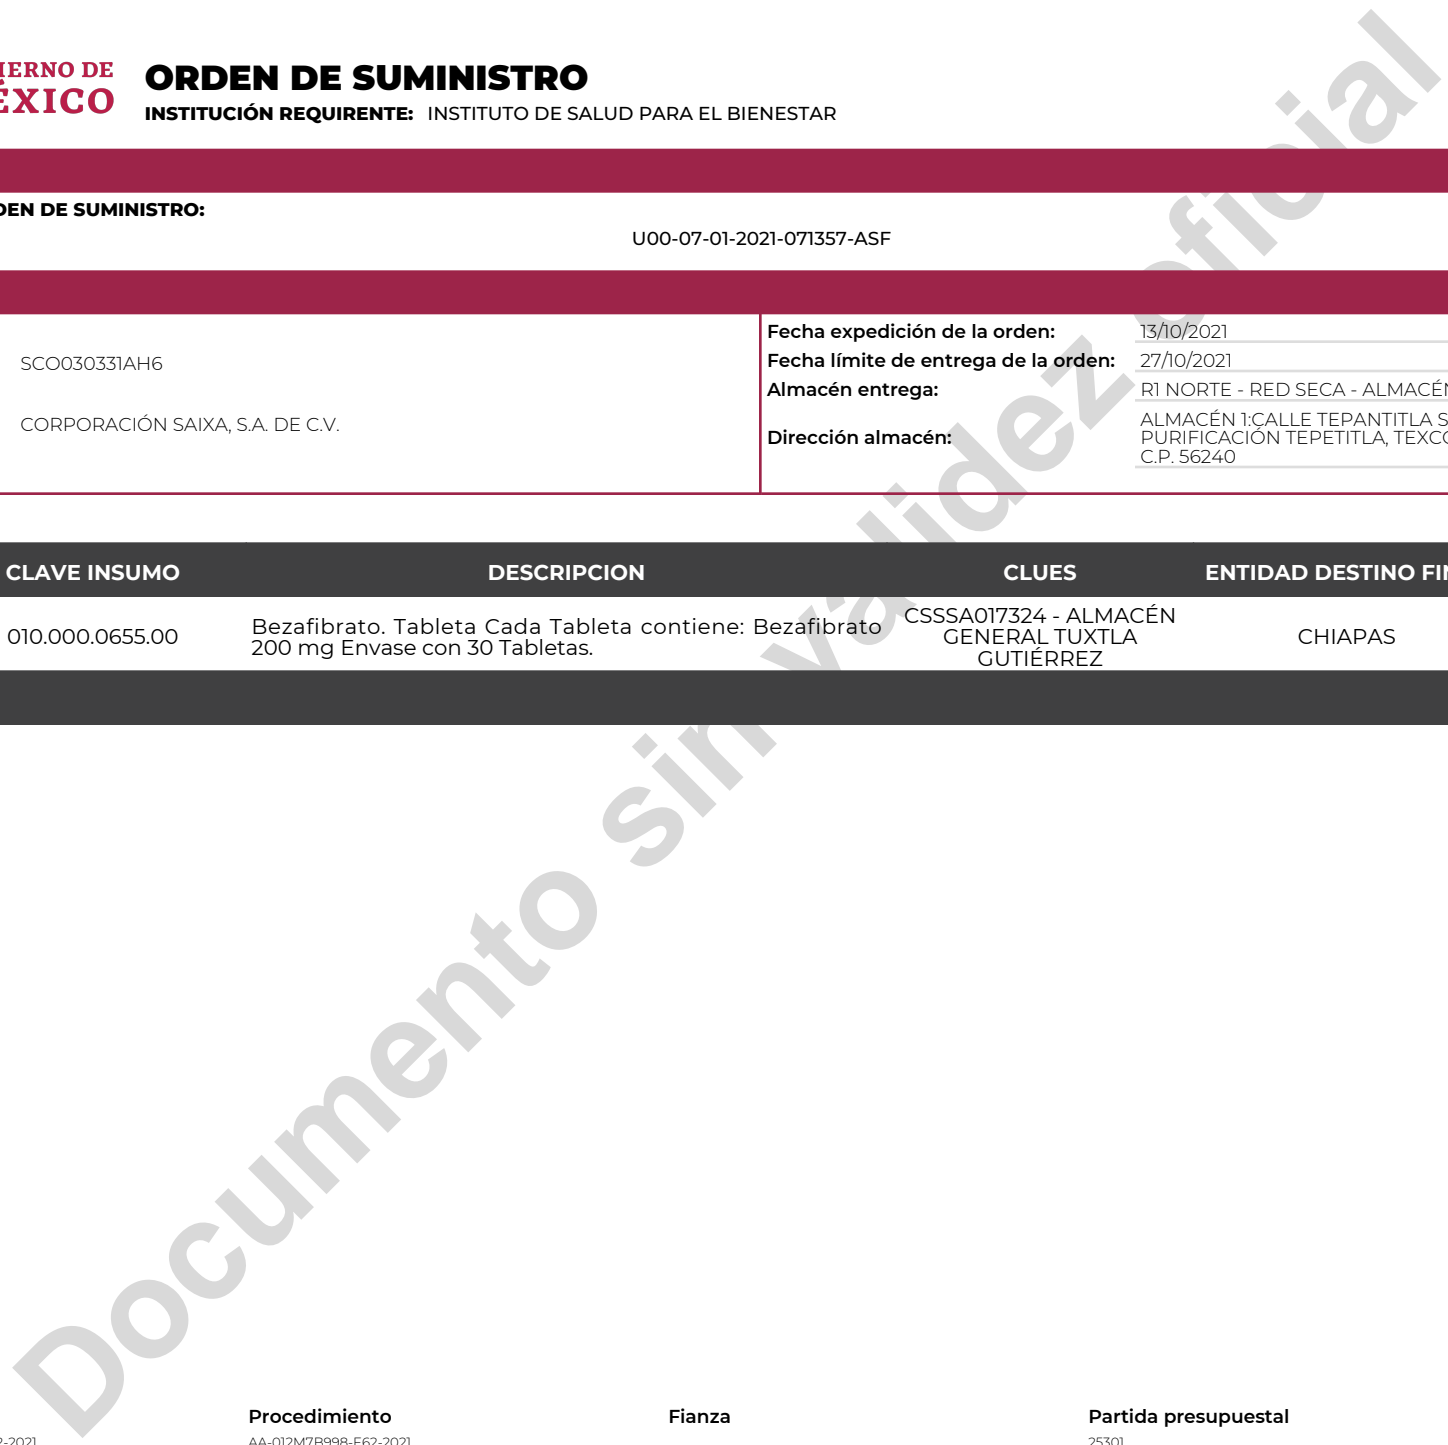 IERNO DE
ÉXICO
ORDEN DE SUMINISTRO
INSTITUCIÓN REQUIRENTE: INSTITUTO DE SALUD PARA EL BIENESTAR
DEN DE SUMINISTRO:
U00-07-01-2021-071357-ASF
SCO030331AH6
CORPORACIÓN SAIXA, S.A. DE C.V.
Fecha expedición de la orden: 13/10/2021
Fecha límite de entrega de la orden: 27/10/2021
Almacén entrega: R1 NORTE - RED SECA - ALMACÉN
Dirección almacén:
ALMACÉN 1:CALLE TEPANTITLA S
PURIFICACIÓN TEPETITLA, TEXCO
C.P. 56240
CLAVE INSUMO DESCRIPCION CLUES ENTIDAD DESTINO FIN
010.000.0655.00
Bezafibrato. Tableta Cada Tableta contiene: Bezafibrato
200 mg Envase con 30 Tabletas.
CSSSA017324 - ALMACÉN
GENERAL TUXTLA
GUTIÉRREZ
CHIAPAS
Documento sin validez oficial
Procedimiento Fianza Partida presupuestal
2-2021 AA-012M7B998-E62-2021 25301